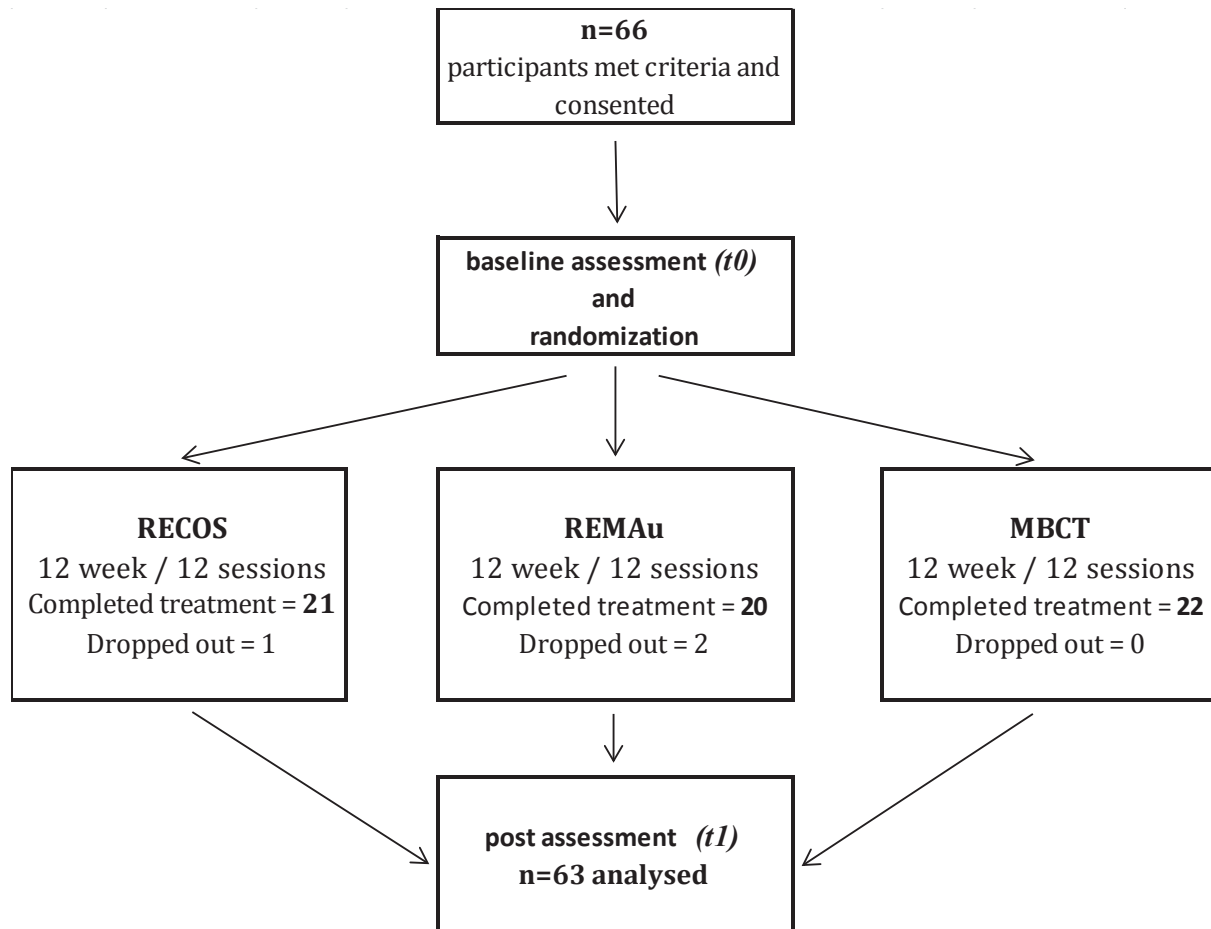 n=66
participants met criteria and
consented
baseline assessment (t0)
and
randomization
RECOS
12 week / 12 sessions
Completed treatment = 21
Dropped out = 1
REMAu
12 week / 12 sessions
Completed treatment = 20
Dropped out = 2
MBCT
12 week / 12 sessions
Completed treatment = 22
Dropped out = 0
post assessment (t1)
n=63 analysed